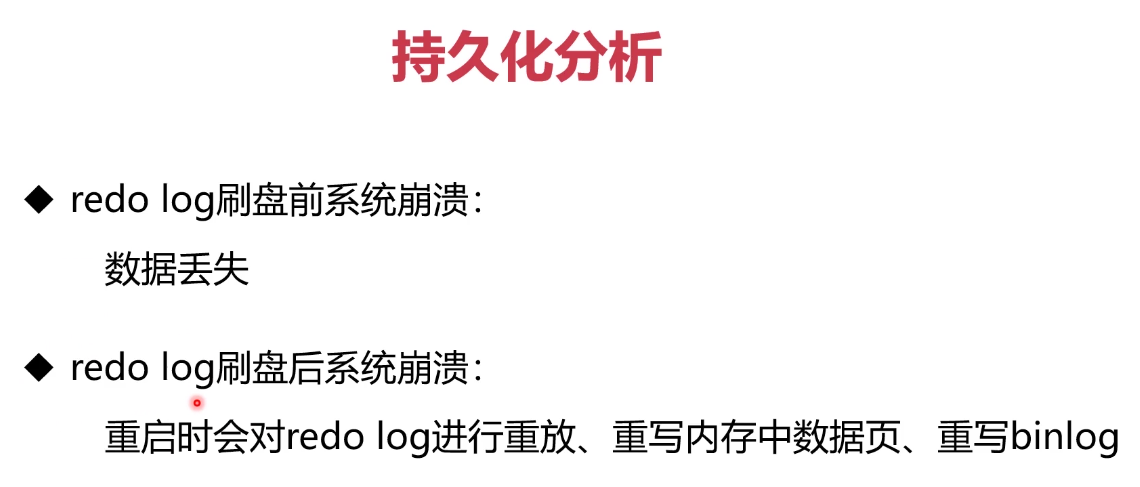 持久化分析
◆ redo log刷盘前系统崩溃：
数据丢失
◆ redo log刷盘后系统崩溃：
重启时会对redo log进行重放、重写内存中数据页、重写binlog